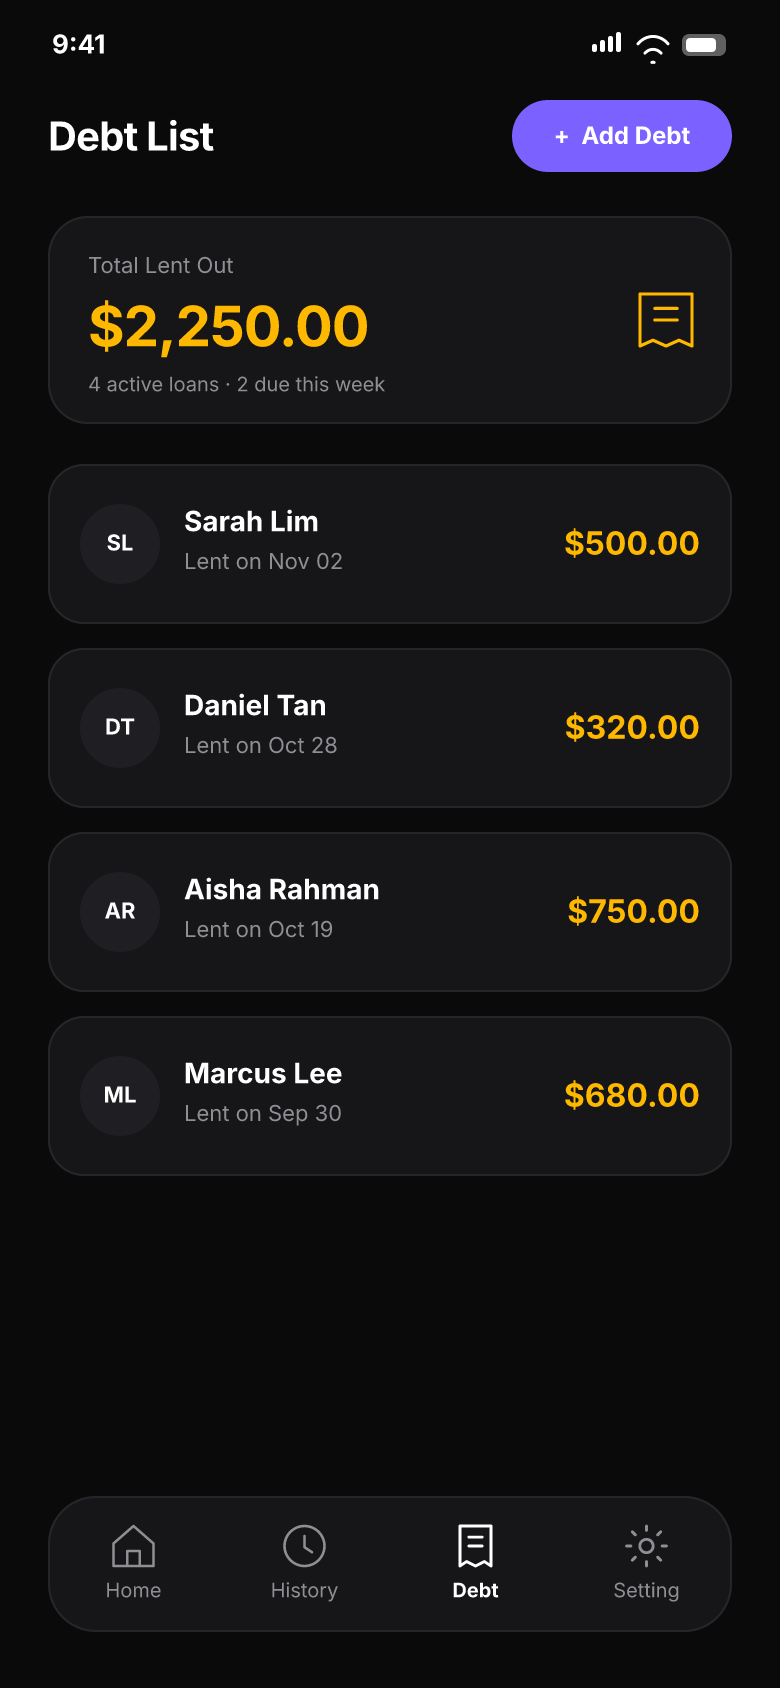 9:41
Debt List
+ Add Debt
Total Lent Out
$2,250.00
4 active loans · 2 due this week
SL
Sarah Lim
Lent on Nov 02
$500.00
DT
Daniel Tan
Lent on Oct 28
$320.00
AR
Aisha Rahman
Lent on Oct 19
$750.00
ML
Marcus Lee
Lent on Sep 30
$680.00
Home
History
Debt
Setting